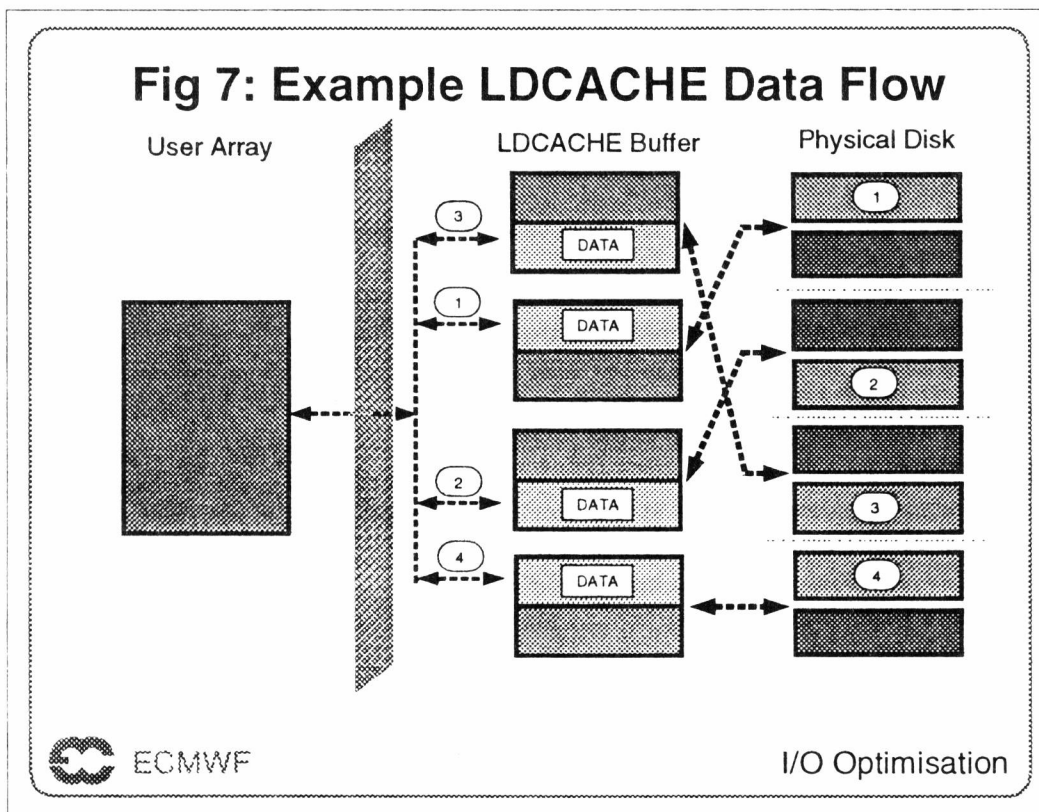 Fig 7: Example LDCACHE Data Flow
User Array
LDCACHE Buffer
Physical Disk
3
DATA
1
1
DATA
2
2
DATA
3
4
DATA
4
ECMWF
I/O Optimisation